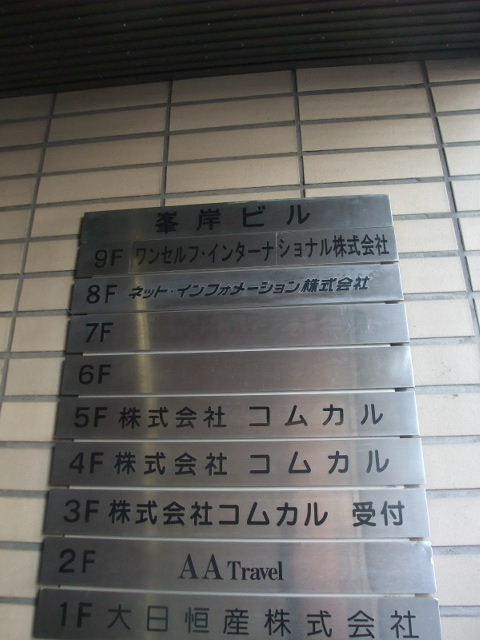 峯岸ビル
9F ワンセルフ・インターナショナル株式会社
8F ネット・インフォメーション株式会社
7F
6F
5F 株式会社 コムカル
4F 株式会社 コムカル
3F 株式会社コムカル 受付
2F AA Travel
1F 大日恒産株式会社